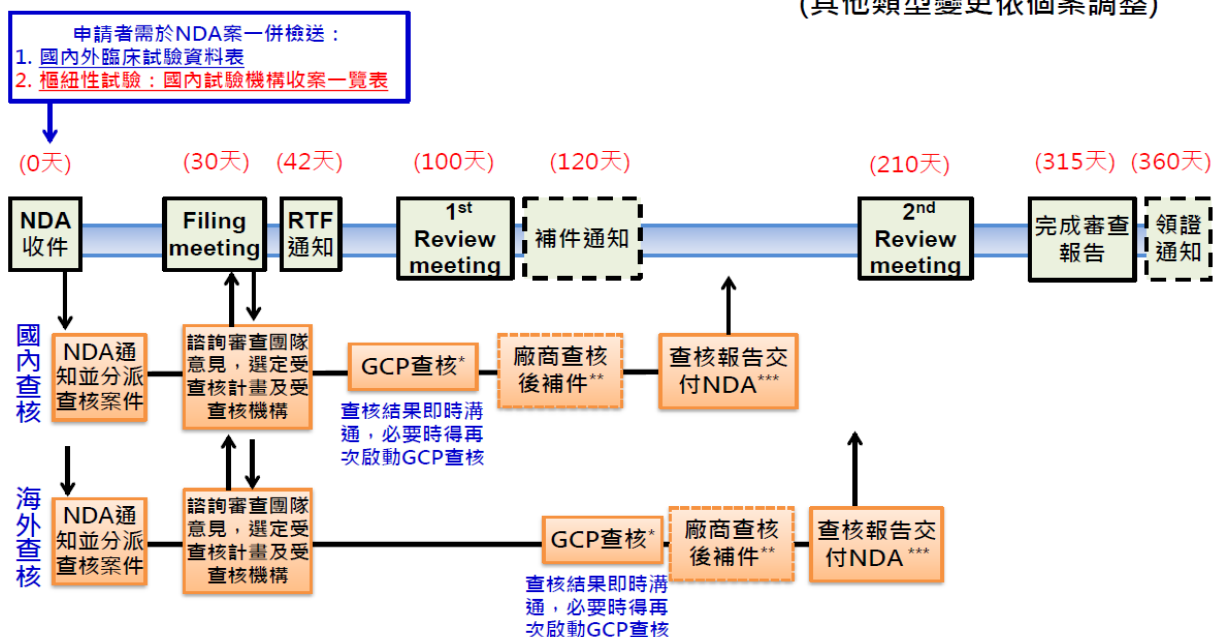 (其他類型變更依個案調整)
申請者需於NDA案一併檢送：
1. 國內外臨床試驗資料表
2. 樞紐性試驗：國內試驗機構收案一覽表
(0天)
(30天)
(42天)
(100天)
(120天)
(210天)
(315天)
(360天)
NDA
收件
Filing
meeting
RTF
通知
1st
Review
meeting
補件通知
2nd
Review
meeting
完成審查
報告
領證
通知
國內查核
NDA通
知並分派
查核案件
諮詢審查團隊
意見，選定受
查核計畫及受
查核機構
GCP查核*
查核結果即時溝
通，必要時得再
次啟動GCP查核
廠商查核
後補件**
查核報告交
付NDA***
海外查核
NDA通
知並分派
查核案件
諮詢審查團隊
意見，選定受
查核計畫及受
查核機構
GCP查核*
查核結果即時溝
通，必要時得再
次啟動GCP查核
廠商查核
後補件**
查核報告交
付NDA***